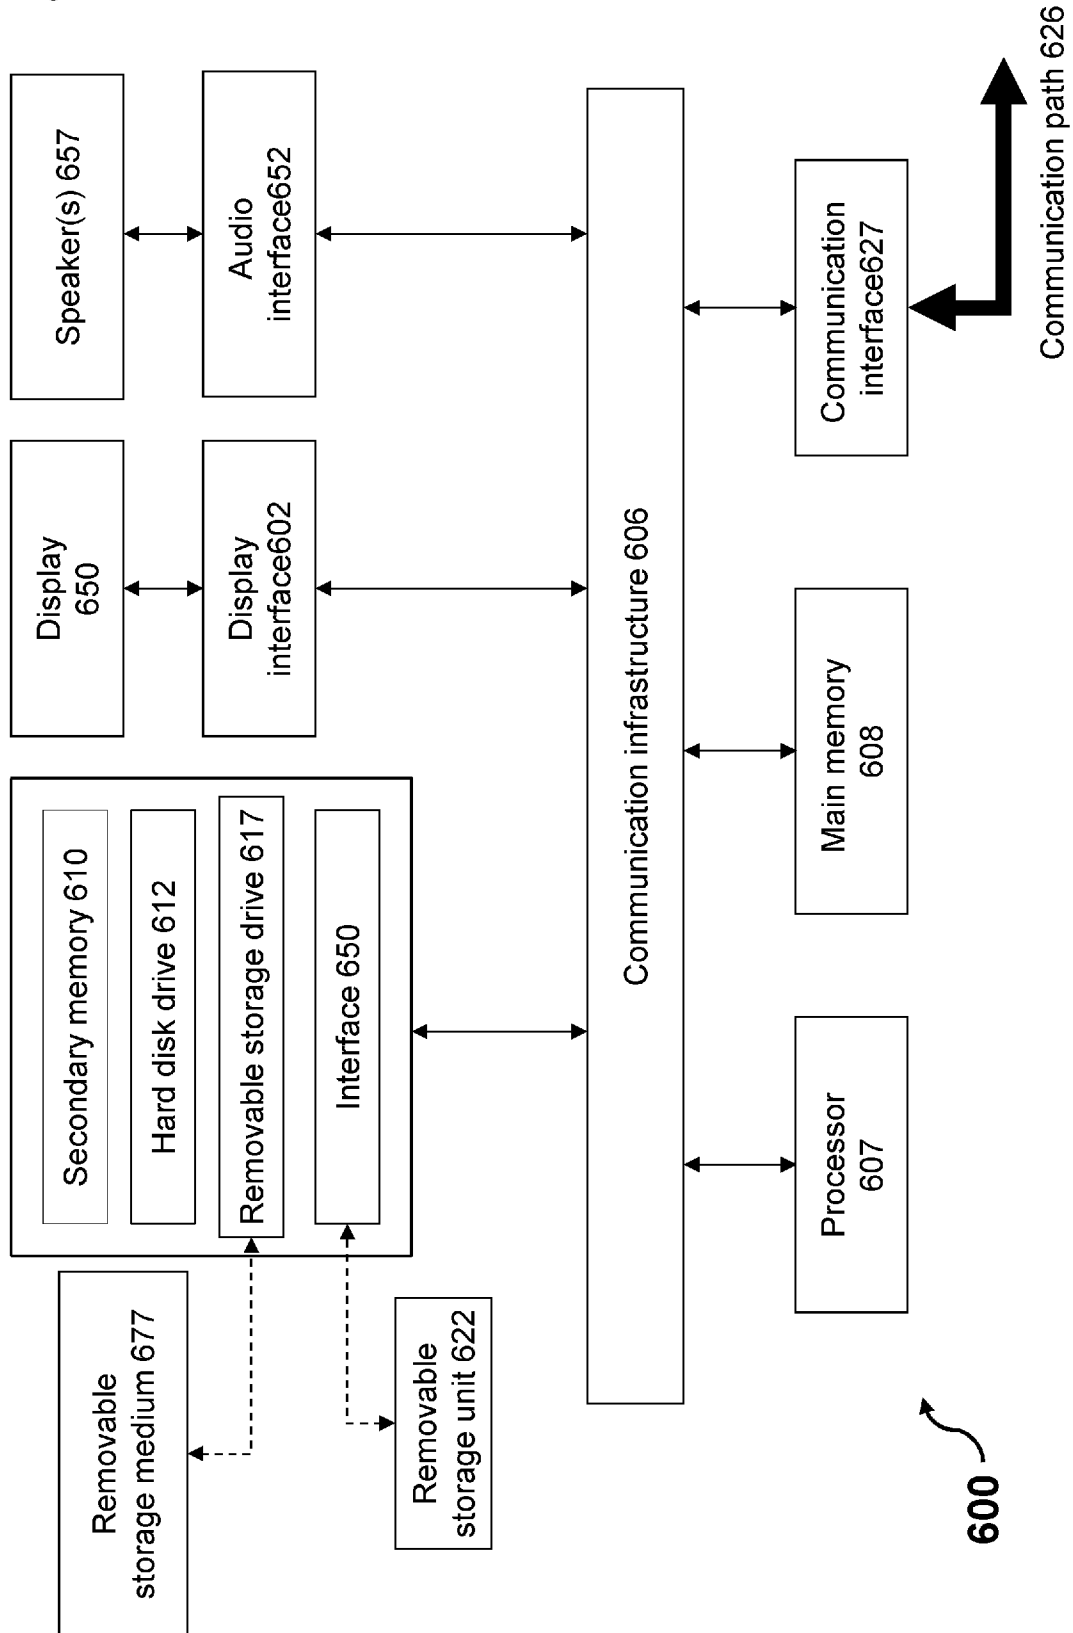 Removable
storage medium 677
Secondary memory 610
Hard disk drive 612
Removable storage drive 617
Interface 650
Removable
storage unit 622
Display
650
Display
interface602
Speaker(s) 657
Audio
interface652
Communication infrastructure 606
Processor
607
Main memory
608
Communication
interface627
Communication path 626
600